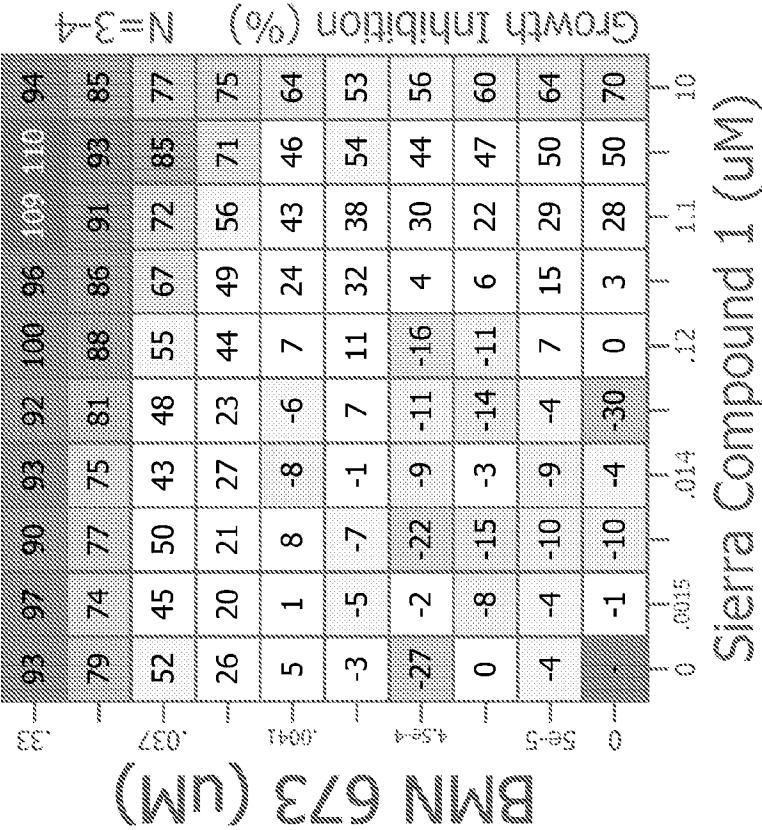 Growth Inhibition (%) N=3-4
.33 93 97 90 93 92 100 96 109 110 94
79 74 77 75 81 88 86 91 93 85
.037 52 45 50 43 48 55 67 72 85 77
26 20 21 27 23 44 49 56 71 75
.0041 5 1 8 -8 -6 7 24 43 46 64
-3 -5 -7 -1 7 11 32 38 54 53
4.5e-4 -27 -2 -22 -9 -11 -16 4 30 44 56
0 -8 -15 -3 -14 -11 6 22 47 60
5e-5 -4 -4 -10 -9 -4 7 15 29 50 64
0 - -1 -10 -4 -30 0 3 28 50 70
0 .0015 .014 .12 1.1 10
Sierra Compound 1 (uM)
BMN 673 (uM)